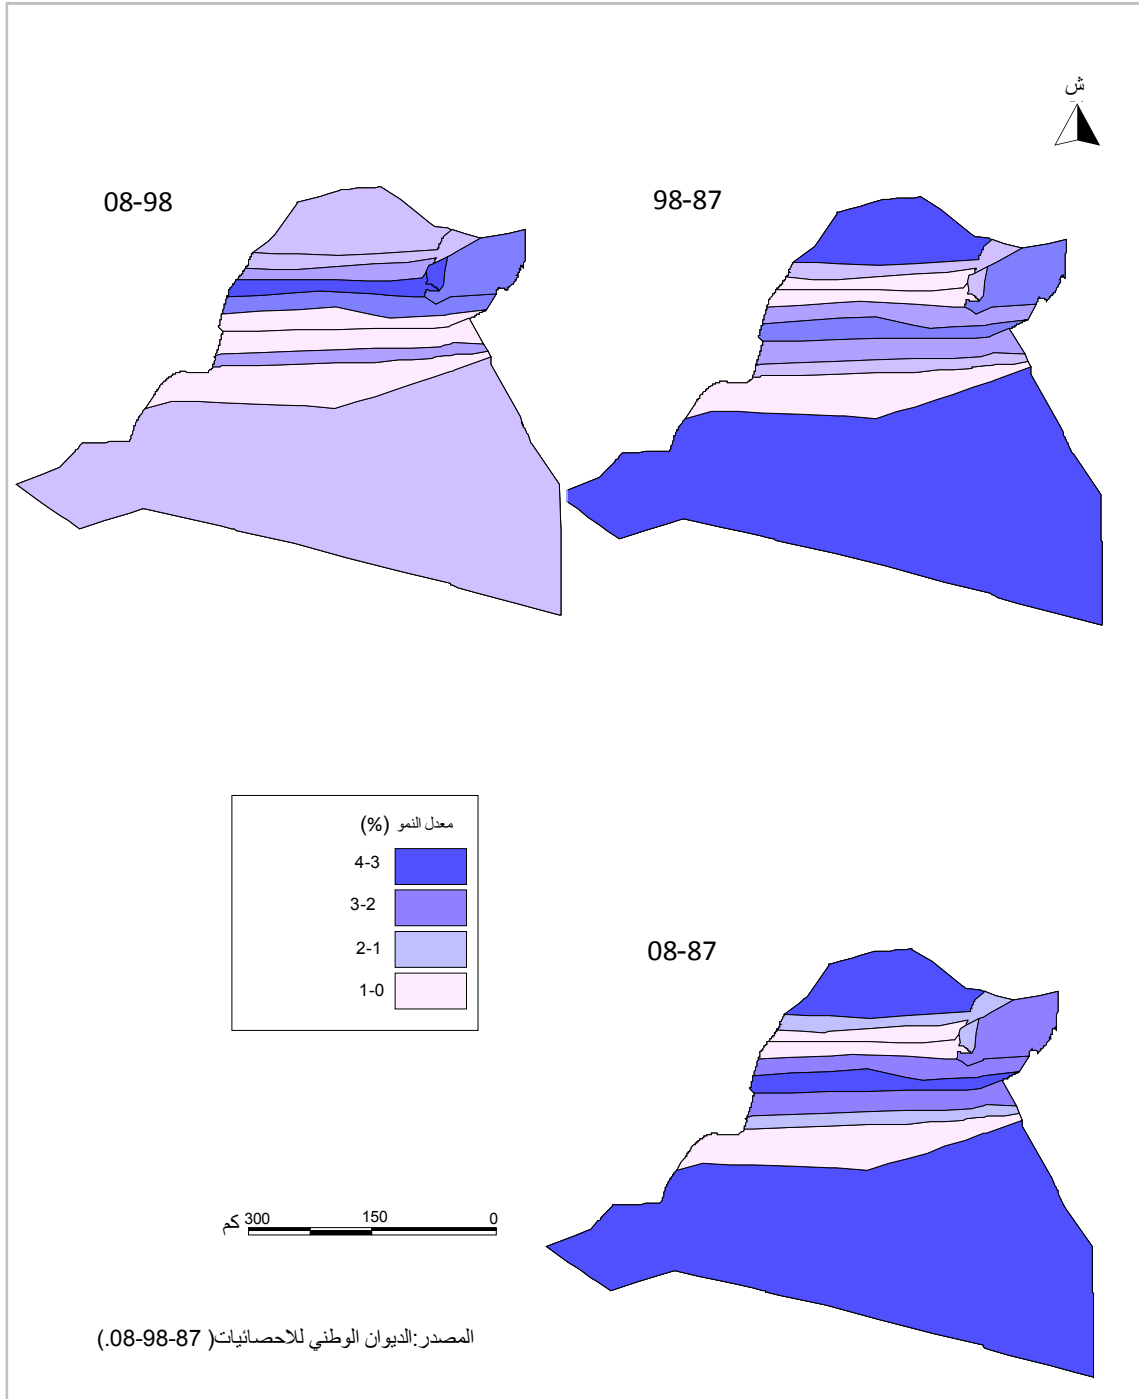 ش
98-87
08-98
معدل النمو (%)
4-3
3-2
2-1
1-0
08-87
كم 300 150 0
المصدر:الديوان الوطني للاحصائيات( 87-98-08.)